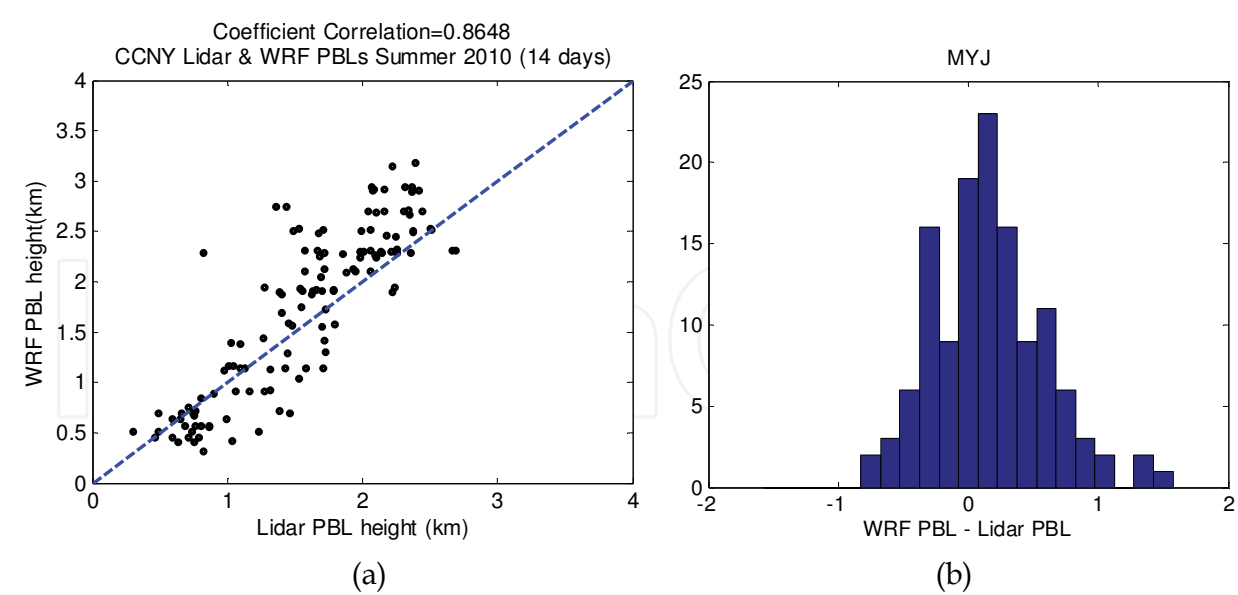 Coefficient Correlation=0.8648
CCNY Lidar & WRF PBLs Summer 2010 (14 days)
4
3.5
3
2.5
2
1.5
1
0.5
0
WRF PBL height(km)
0 1 2 3 4
Lidar PBL height (km)
(a)
MYJ
25
20
15
10
5
0
-2 -1 0 1 2
WRF PBL - Lidar PBL
(b)